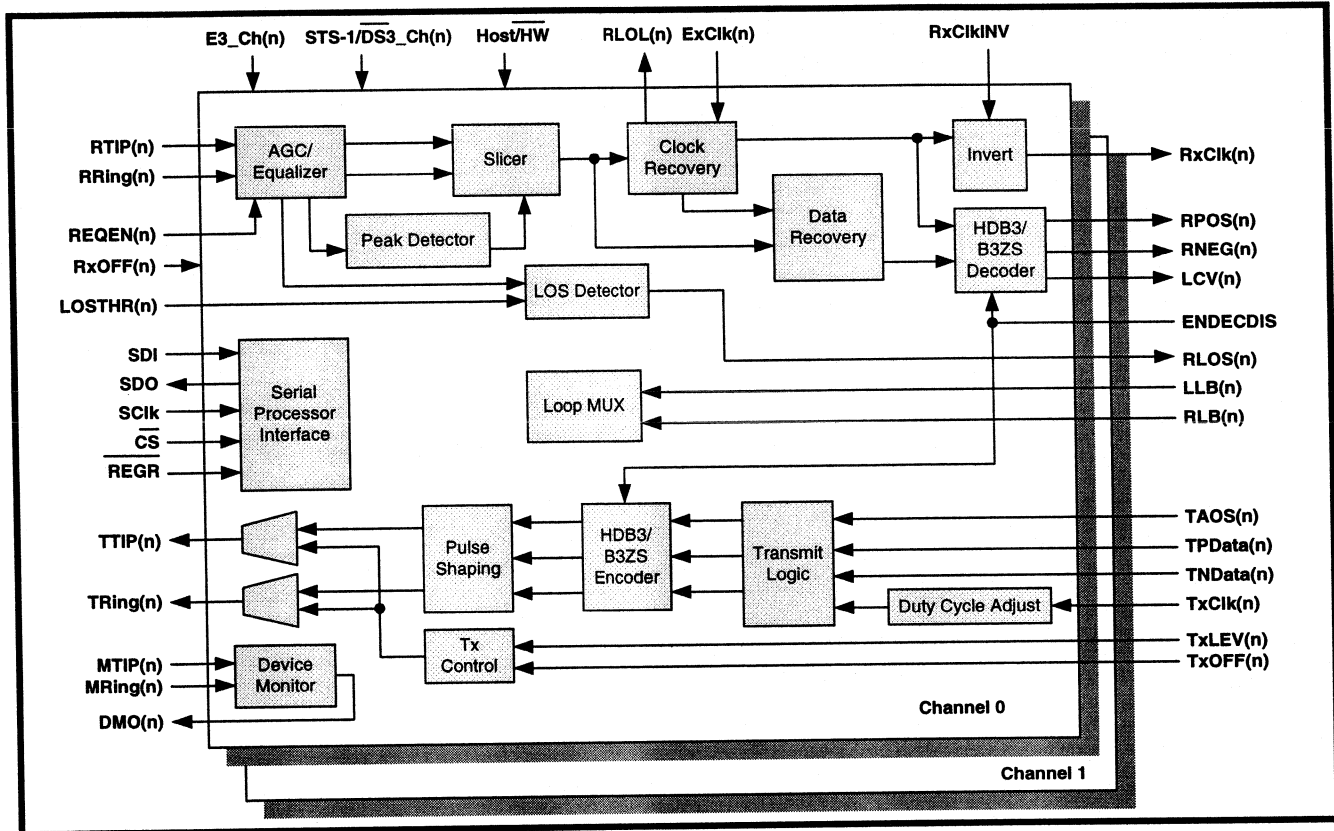 E3_Ch(n)
STS-1/DS3_Ch(n)
Host/HW
RLOL(n)
ExClk(n)
RxClkINV
RTIP(n)
RRing(n)
REQEN(n)
RxOFF(n)
LOSTHR(n)
SDI
SDO
SClk
CS
REGR
TTIP(n)
TRing(n)
MTIP(n)
MRing(n)
DMO(n)
AGC/
Equalizer
Slicer
Clock
Recovery
Invert
Peak Detector
Data
Recovery
HDB3/
B3ZS
Decoder
LOS Detector
Serial
Processor
Interface
Loop MUX
Pulse
Shaping
HDB3/
B3ZS
Encoder
Transmit
Logic
Duty Cycle Adjust
Tx
Control
Device
Monitor
RxClk(n)
RPOS(n)
RNEG(n)
LCV(n)
ENDECDIS
RLOS(n)
LLB(n)
RLB(n)
TAOS(n)
TPData(n)
TNData(n)
TxClk(n)
TxLEV(n)
TxOFF(n)
Channel 0
Channel 1